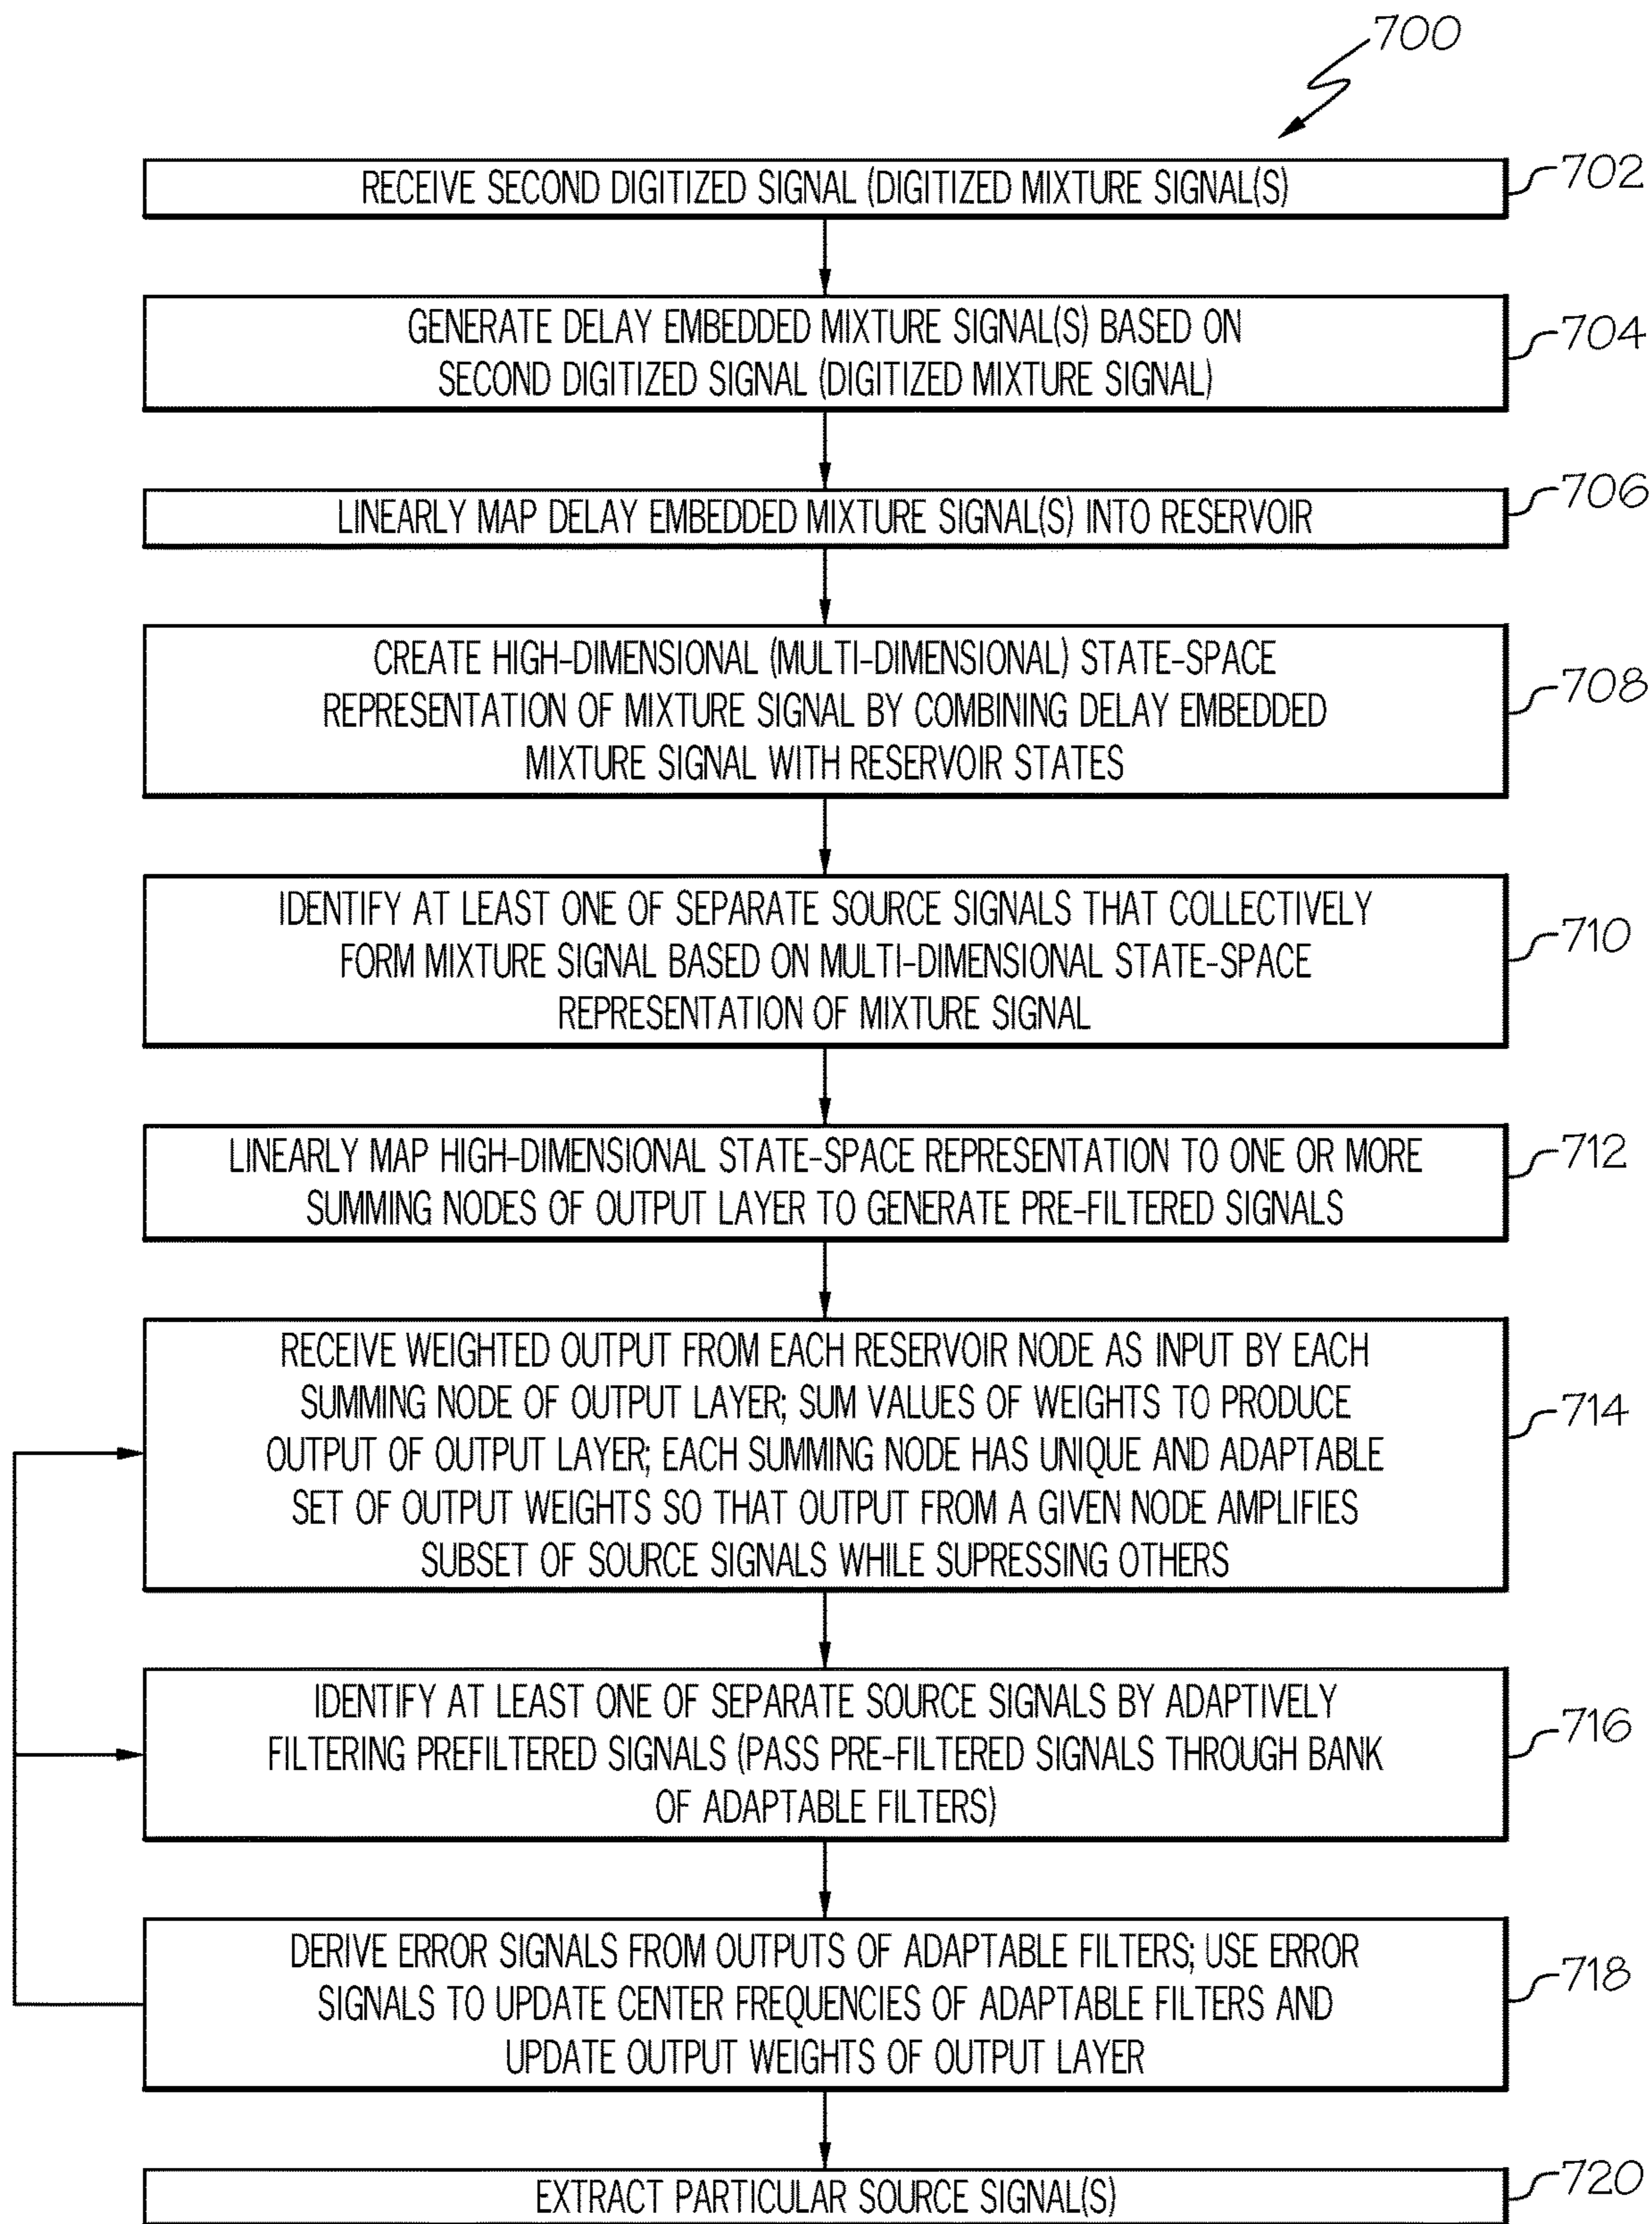 700
RECEIVE SECOND DIGITIZED SIGNAL (DIGITIZED MIXTURE SIGNAL(S)
702
GENERATE DELAY EMBEDDED MIXTURE SIGNAL(S) BASED ON
SECOND DIGITIZED SIGNAL (DIGITIZED MIXTURE SIGNAL)
704
LINEARLY MAP DELAY EMBEDDED MIXTURE SIGNAL(S) INTO RESERVOIR
706
CREATE HIGH-DIMENSIONAL (MULTI-DIMENSIONAL) STATE-SPACE
REPRESENTATION OF MIXTURE SIGNAL BY COMBINING DELAY EMBEDDED
MIXTURE SIGNAL WITH RESERVOIR STATES
708
IDENTIFY AT LEAST ONE OF SEPARATE SOURCE SIGNALS THAT COLLECTIVELY
FORM MIXTURE SIGNAL BASED ON MULTI-DIMENSIONAL STATE-SPACE
REPRESENTATION OF MIXTURE SIGNAL
710
LINEARLY MAP HIGH-DIMENSIONAL STATE-SPACE REPRESENTATION TO ONE OR MORE
SUMMING NODES OF OUTPUT LAYER TO GENERATE PRE-FILTERED SIGNALS
712
RECEIVE WEIGHTED OUTPUT FROM EACH RESERVOIR NODE AS INPUT BY EACH
SUMMING NODE OF OUTPUT LAYER; SUM VALUES OF WEIGHTS TO PRODUCE
OUTPUT OF OUTPUT LAYER; EACH SUMMING NODE HAS UNIQUE AND ADAPTABLE
SET OF OUTPUT WEIGHTS SO THAT OUTPUT FROM A GIVEN NODE AMPLIFIES
SUBSET OF SOURCE SIGNALS WHILE SUPRESSING OTHERS
714
IDENTIFY AT LEAST ONE OF SEPARATE SOURCE SIGNALS BY ADAPTIVELY
FILTERING PREFILTERED SIGNALS (PASS PRE-FILTERED SIGNALS THROUGH BANK
OF ADAPTABLE FILTERS)
716
DERIVE ERROR SIGNALS FROM OUTPUTS OF ADAPTABLE FILTERS; USE ERROR
SIGNALS TO UPDATE CENTER FREQUENCIES OF ADAPTABLE FILTERS AND
UPDATE OUTPUT WEIGHTS OF OUTPUT LAYER
718
EXTRACT PARTICULAR SOURCE SIGNAL(S)
720